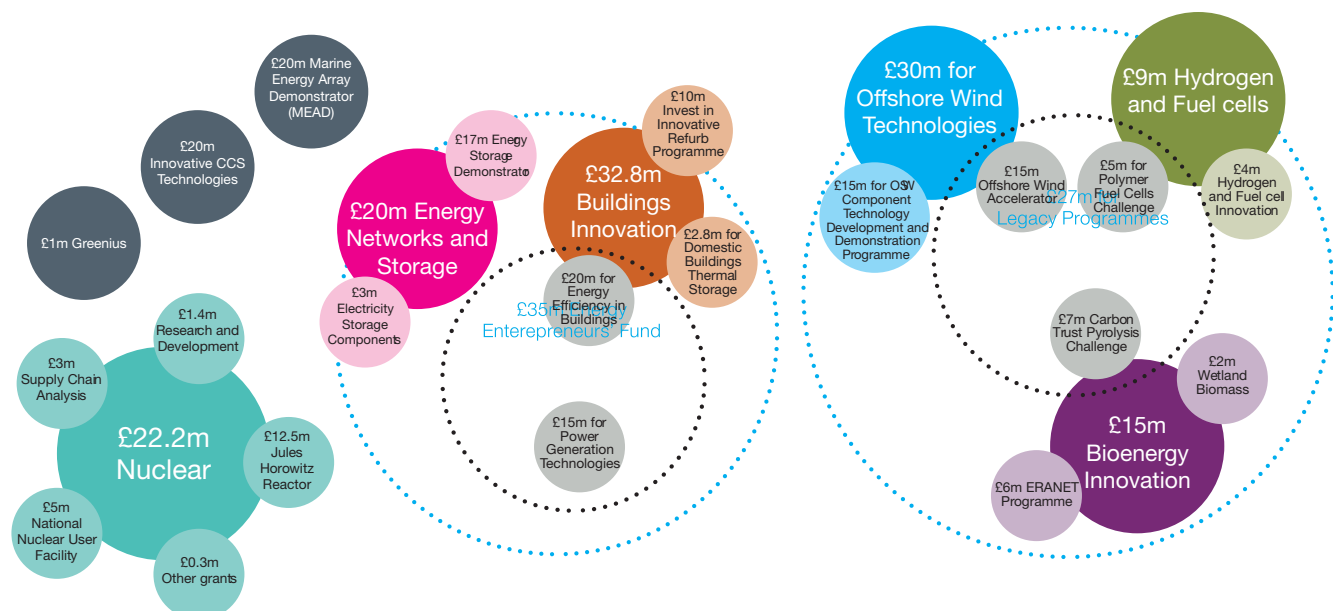 £20m Marine
Energy Array
Demonstrator
(MEAD)
£20m
Innovative CCS
Technologies
£1m Greenius
£1.4m
Research and
Development
£3m
Supply Chain
Analysis
£22.2m
Nuclear
£12.5m
Jules
Horowitz
Reactor
£5m
National
Nuclear User
Facility
£0.3m
Other grants
£17m Energy
Storage
Demonstrator
£20m Energy
Networks and
Storage
£3m
Electricity
Storage
Components
£10m
Invest in
Innovative
Refurb
Programme
£32.8m
Buildings
Innovation
£2.8m for
Domestic
Buildings
Thermal
Storage
£20m for
Energy
Efficiency in
Buildings
£35m Energy
Enterepreneurs' Fund
£15m for
Power
Generation
Technologies
£30m for
Offshore Wind
Technologies
£15m for OSW
Component
Technology
Development and
Demonstration
Programme
£15m
Offshore Wind
Accelerator
£27m for
Legacy Programmes
£5m for
Polymer
Fuel Cells
Challenge
£9m Hydrogen
and Fuel cells
£4m
Hydrogen
and Fuel cell
Innovation
£7m Carbon
Trust Pyrolysis
Challenge
£2m
Wetland
Biomass
£15m
Bioenergy
Innovation
£6m ERANET
Programme